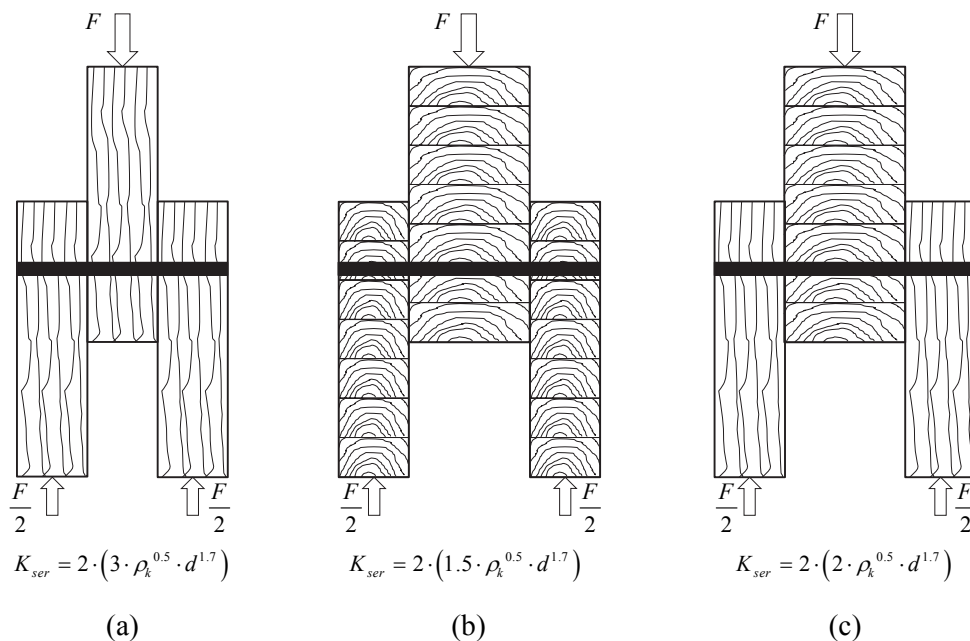 F F F
F/2 F/2 F/2 F/2 F/2 F/2
K_ser = 2·(3·ρ_k^0.5·d^1.7) K_ser = 2·(1.5·ρ_k^0.5·d^1.7) K_ser = 2·(2·ρ_k^0.5·d^1.7)
(a) (b) (c)